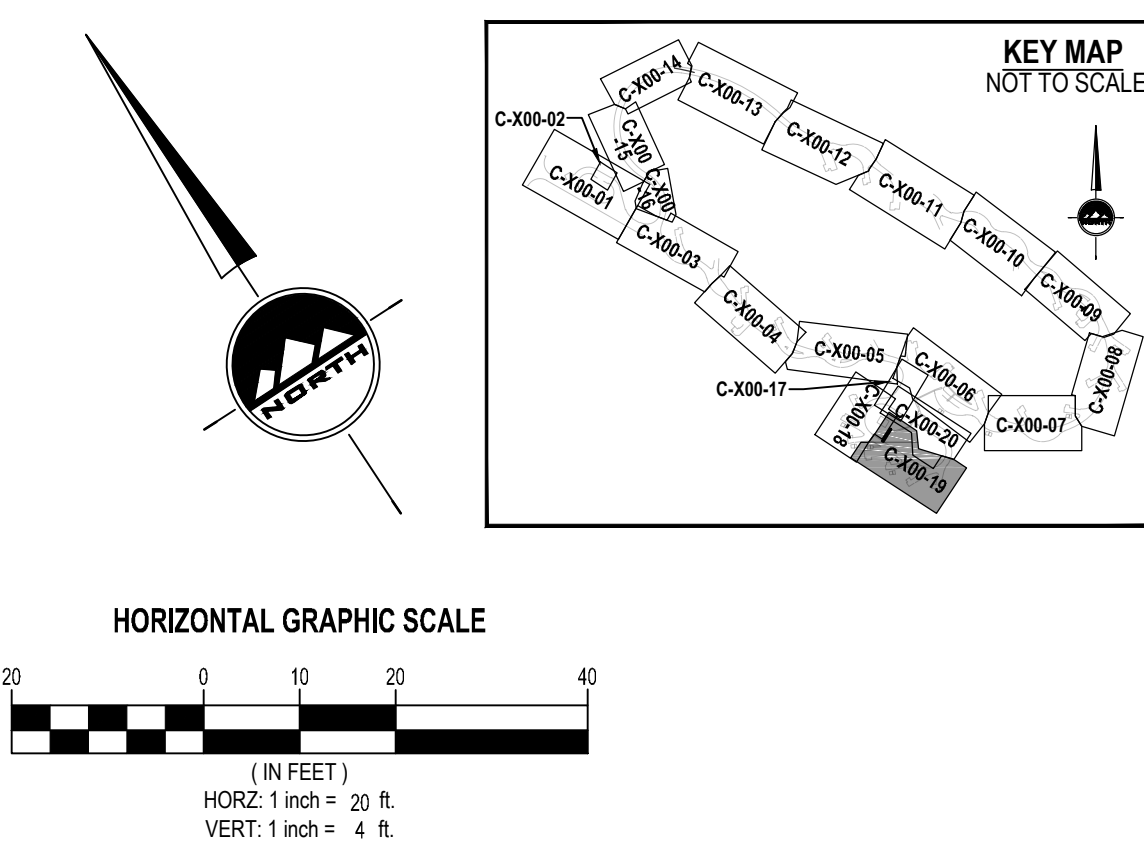 KEY MAP
NOT TO SCALE
C-X00-14
C-X00-13
C-X00-02
C-X00
-15
C-X00-12
C-X00-01
C-X00
-16
C-X00-11
C-X00-03
C-X00-10
C-X00-09
C-X00-04
C-X00-05
C-X00-06
C-X00-08
C-X00-17
C-X00-18
C-X00-20
C-X00-07
C-X00-19
NORTH
NORTH
HORIZONTAL GRAPHIC SCALE
20 0 10 20 40
( IN FEET )
HORZ: 1 inch = 20 ft.
VERT: 1 inch = 4 ft.